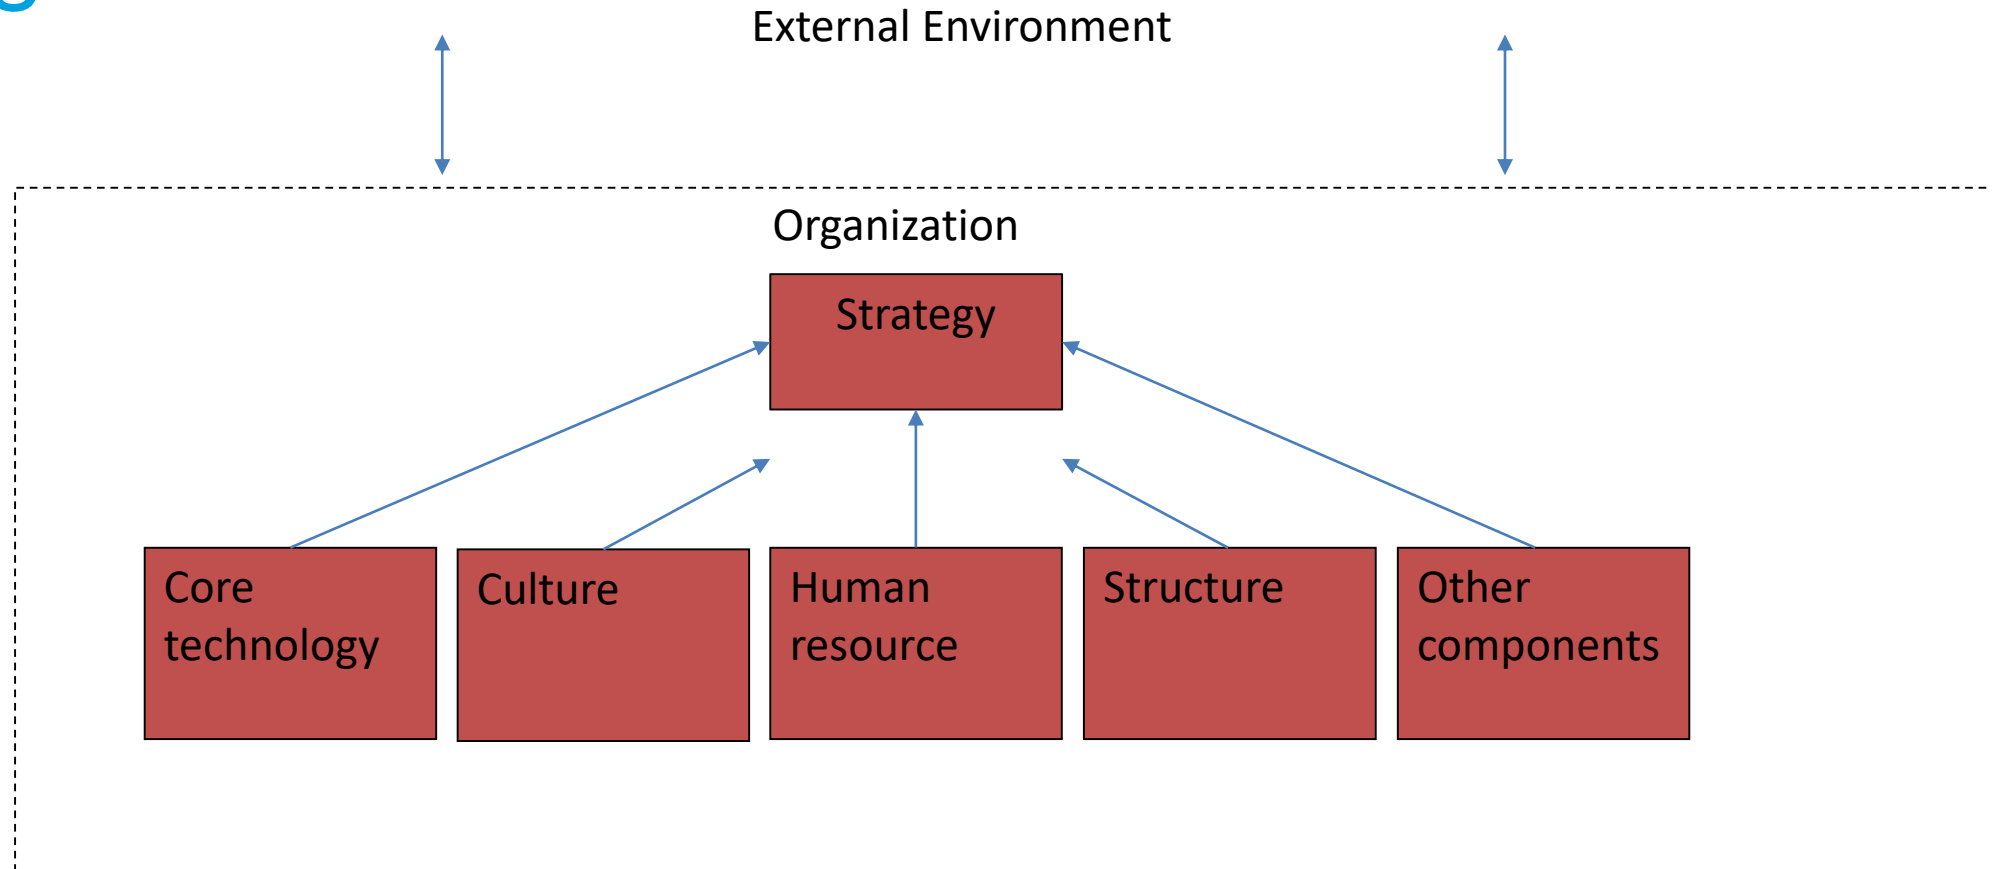 External Environment
Organization
Strategy
Core
technology
Culture
Human
resource
Structure
Other
components